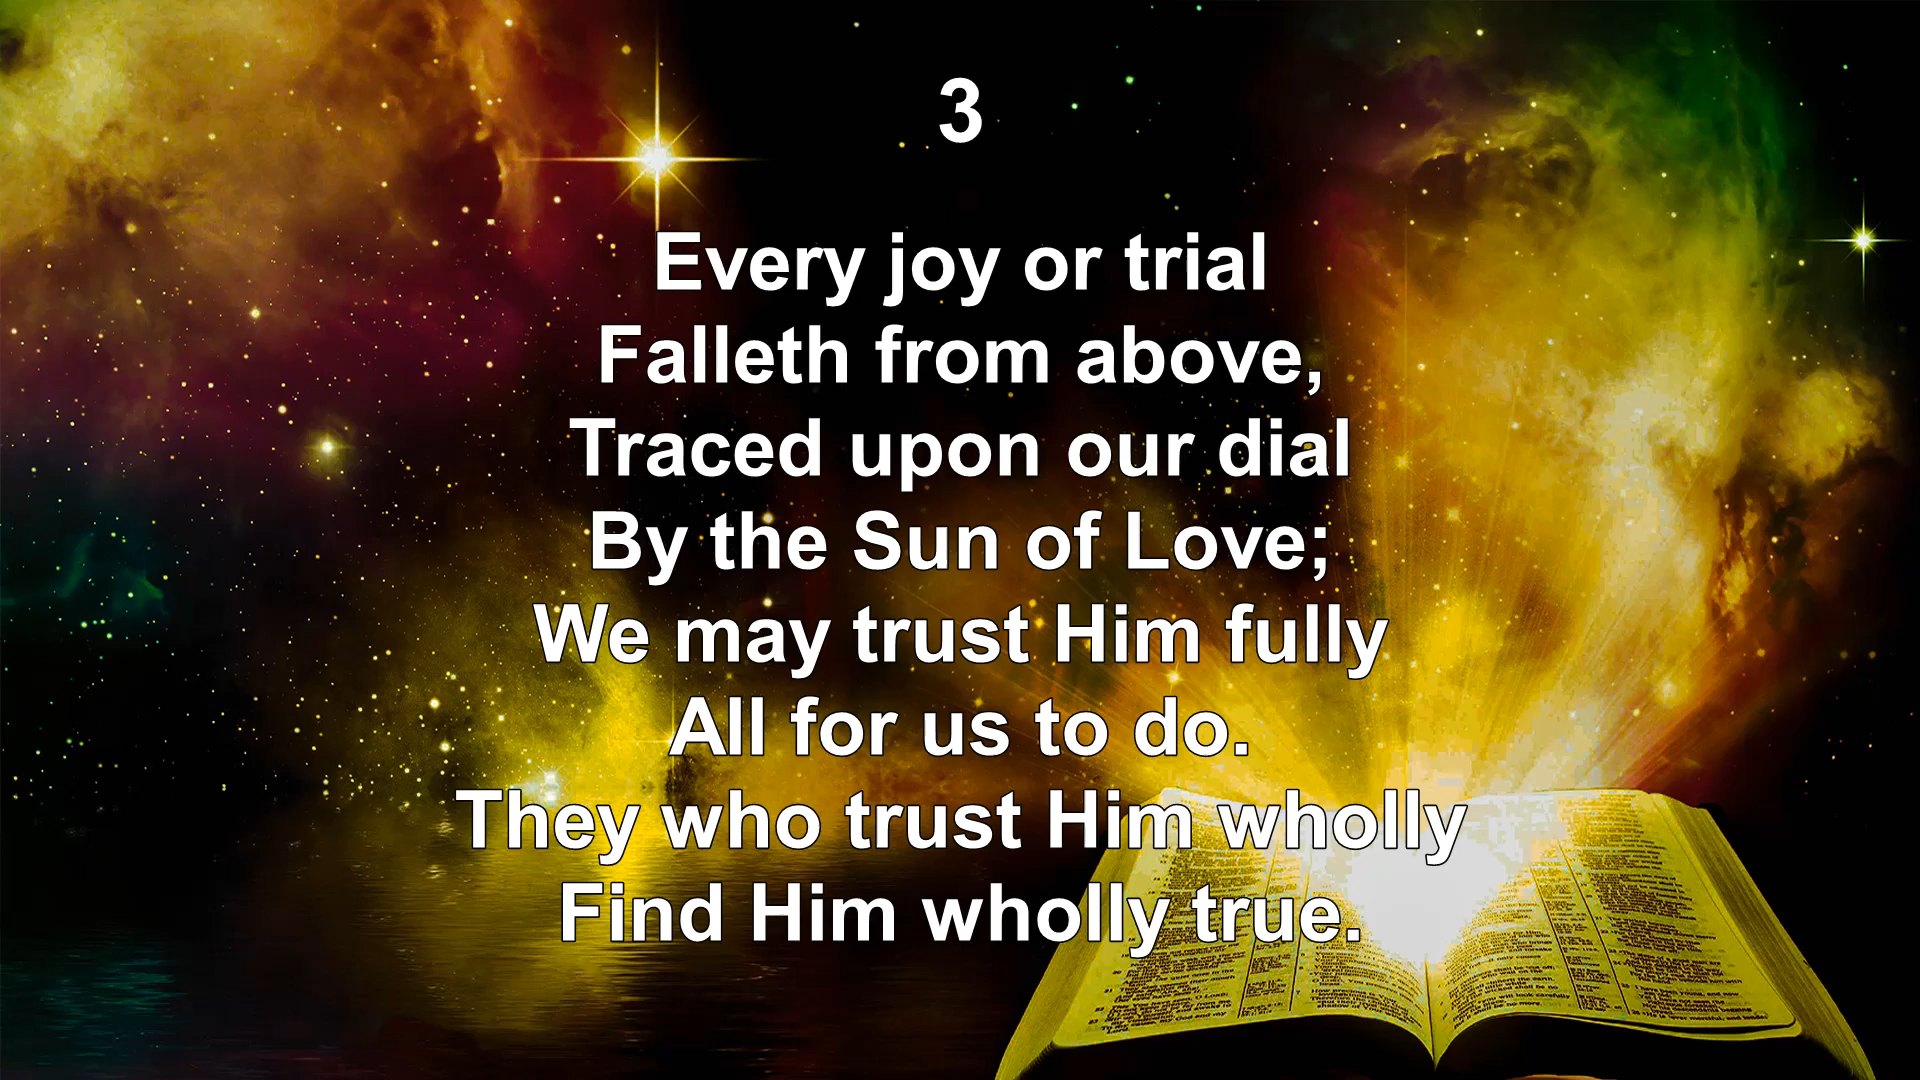 3
Every joy or trial
Falleth from above,
Traced upon our dial
By the Sun of Love;
We may trust Him fully
All for us to do.
They who trust Him wholly
Find Him wholly true.